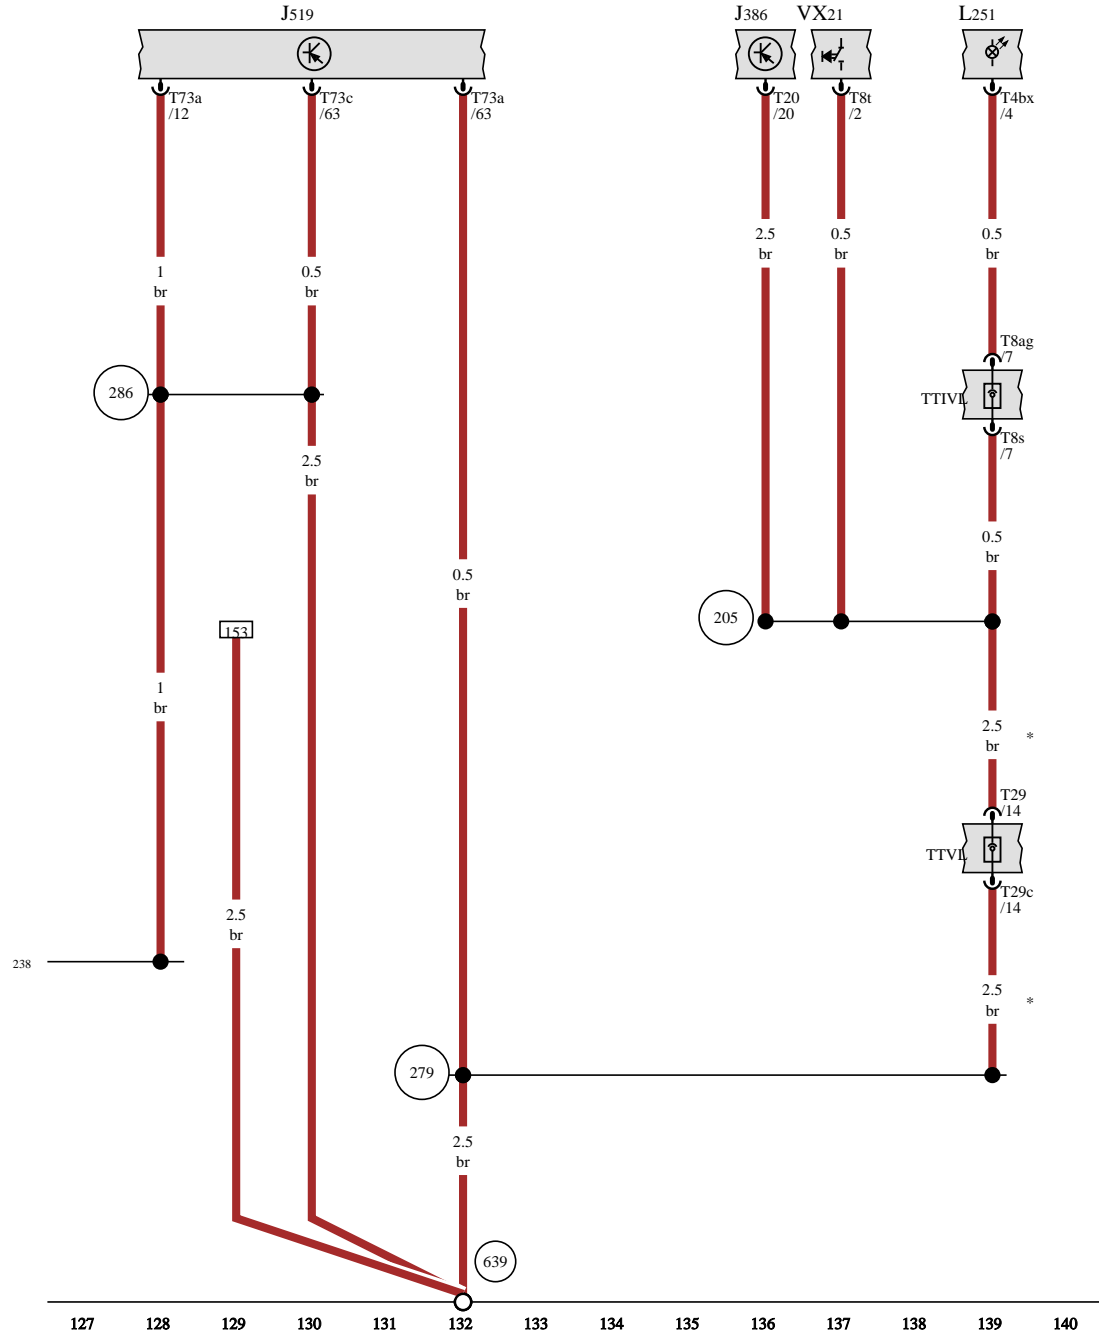 J519
J386
VX21
L251
T73a
/12
T73c
/63
T73a
/63
T20
/20
T8t
/2
T4bx
/4
2.5
br
0.5
br
0.5
br
1
br
0.5
br
T8ag
/7
286
TTIVL
T8s
/7
2.5
br
0.5
br
0.5
br
153
205
1
br
2.5
br
*
T29
/14
TTVL
T29c
/14
2.5
br
238
2.5
br
*
279
2.5
br
639
127 128 129 130 131 132 133 134 135 136 137 138 139 140